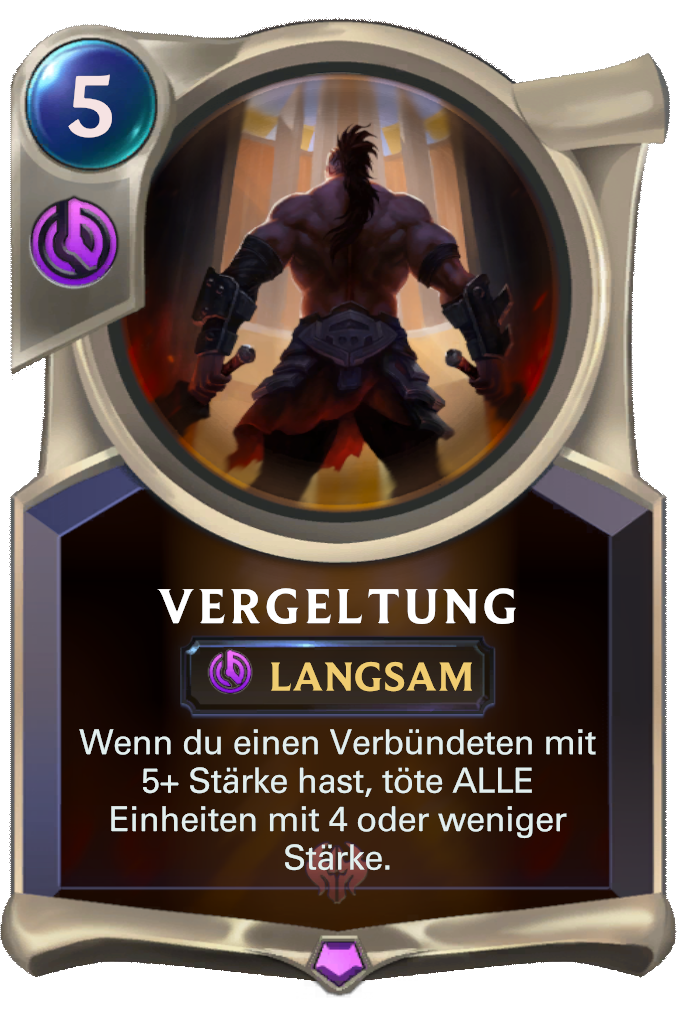 5
VERGELTUNG
LANGSAM
Wenn du einen Verbündeten mit
5+ Stärke hast, töte ALLE
Einheiten mit 4 oder weniger
Stärke.